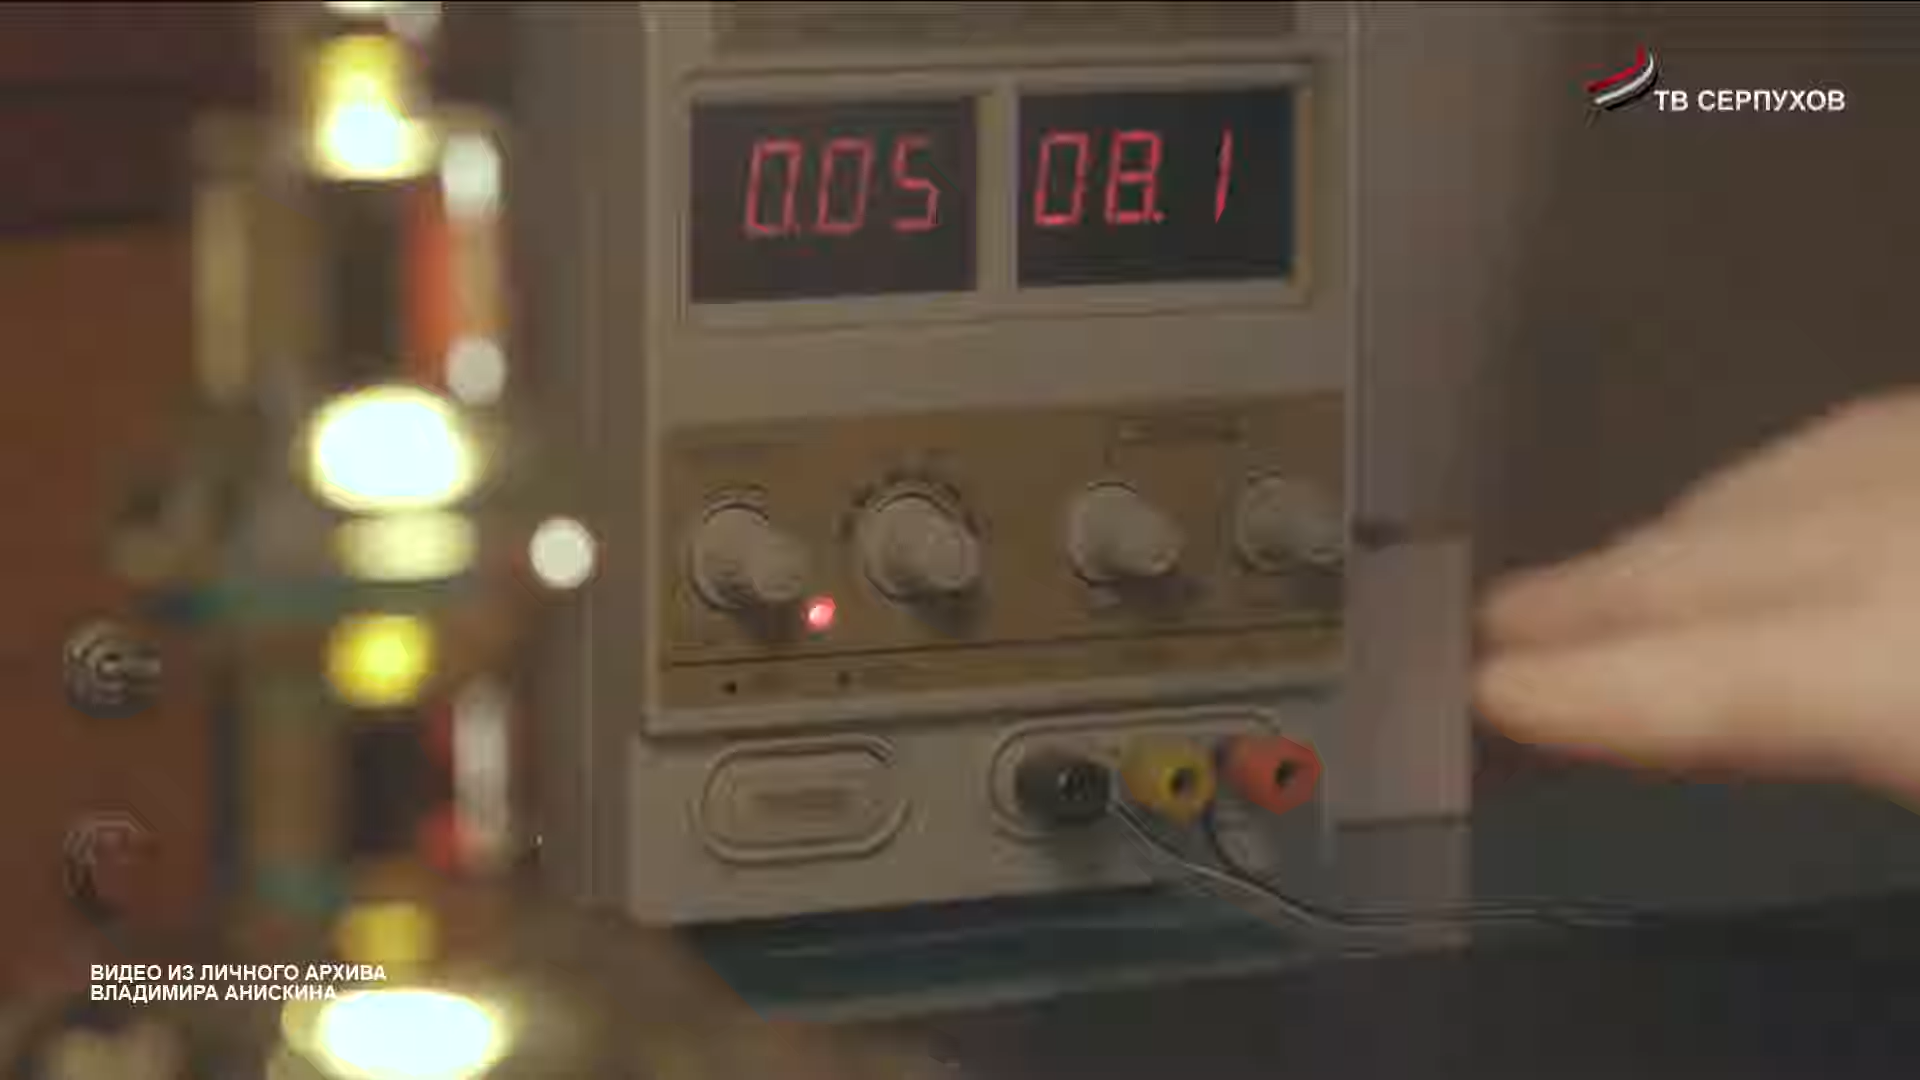 ТВ СЕРПУХОВ
0.05 08.1
ВИДЕО ИЗ ЛИЧНОГО АРХИВА
ВЛАДИМИРА АНИСКИНА